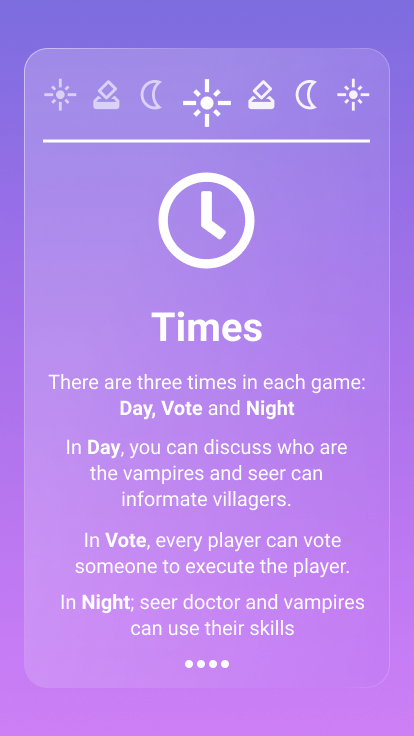 Times
There are three times in each game:
Day, Vote and Night
In Day, you can discuss who are
the vampires and seer can
informate villagers.
In Vote, every player can vote
someone to execute the player.
In Night; seer doctor and vampires
can use their skills